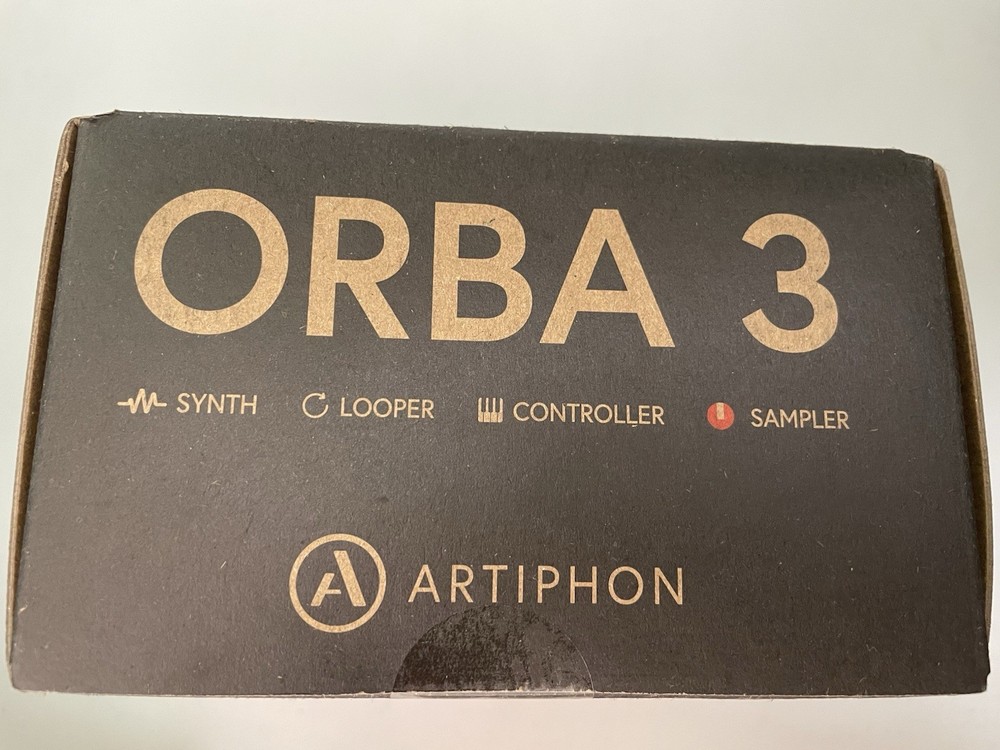 ORBA 3
SYNTH LOOPER CONTROLLER SAMPLER
ARTIPHON